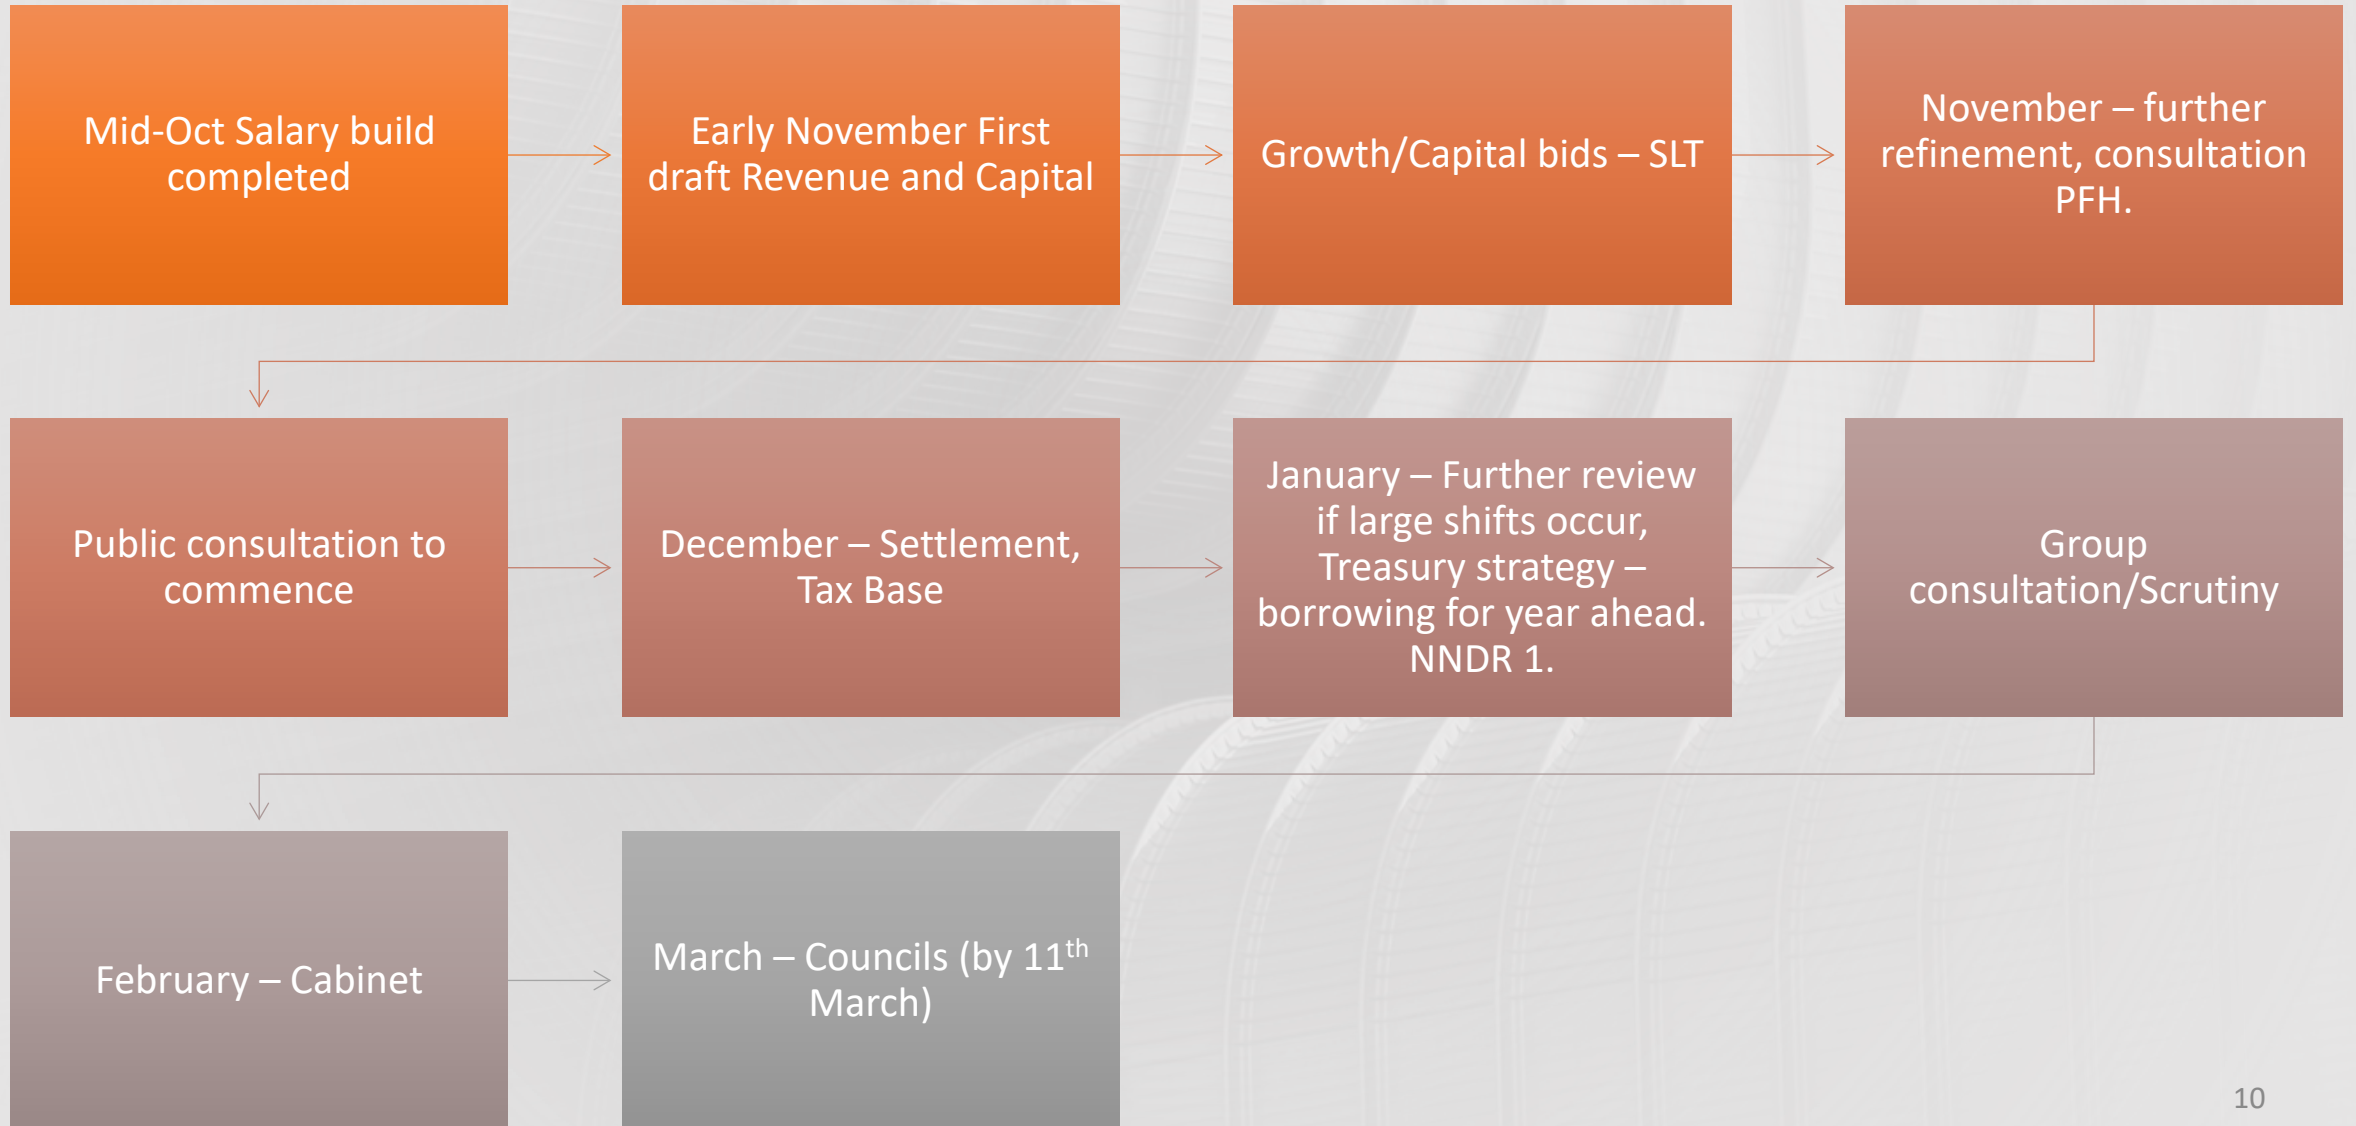 Mid-Oct Salary build
completed
Early November First
draft Revenue and Capital
Growth/Capital bids – SLT
November – further
refinement, consultation
PFH.
Public consultation to
commence
December – Settlement,
Tax Base
January – Further review
if large shifts occur,
Treasury strategy –
borrowing for year ahead.
NNDR 1.
Group
consultation/Scrutiny
February – Cabinet
March – Councils (by 11th
March)
10